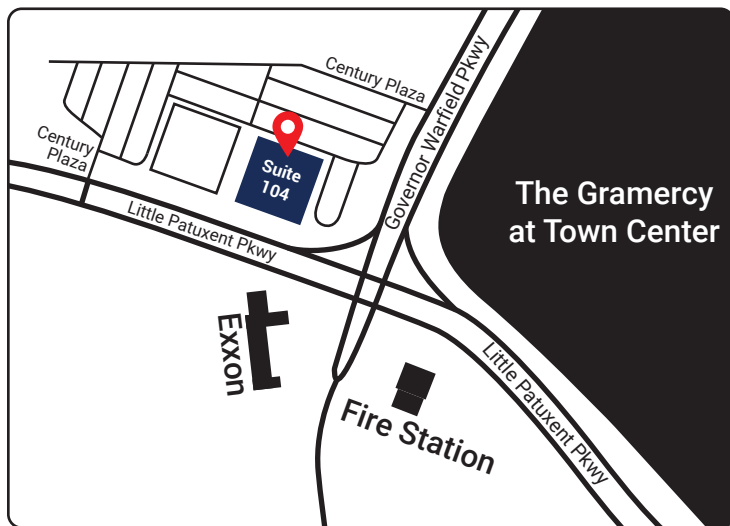 Century Plaza
Governor Warfield Pkwy
Century
Plaza
Suite
104
The Gramercy
at Town Center
Little Patuxent Pkwy
Exxon
Fire Station
Little Patuxent Pkwy